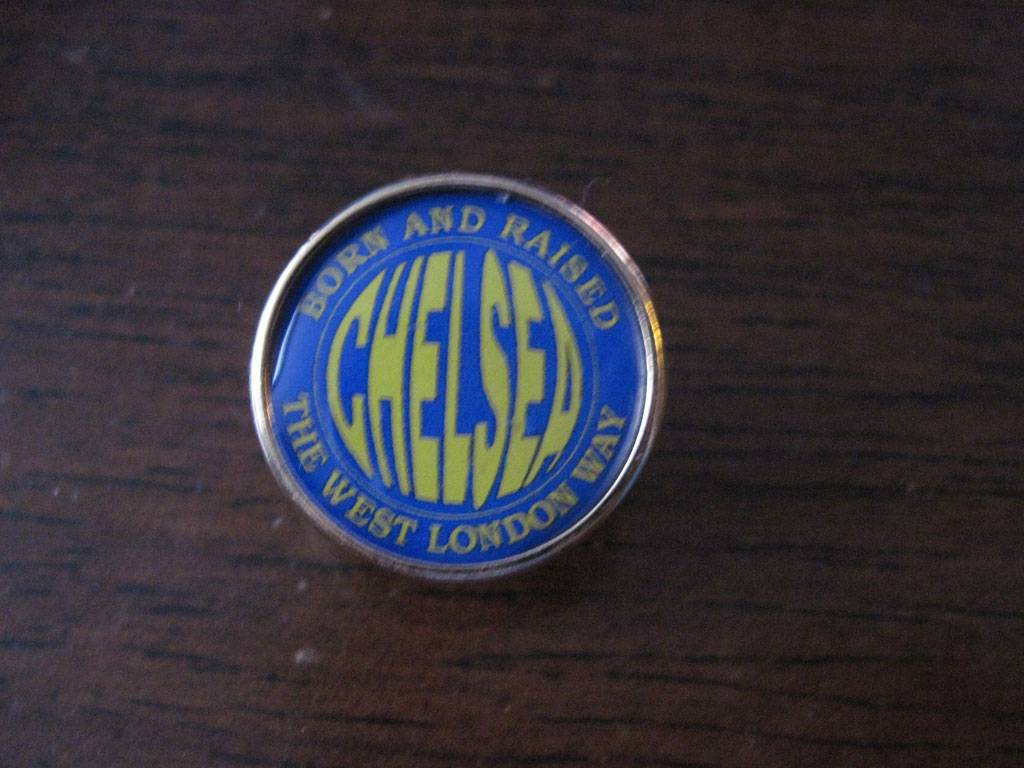 BORN AND RAISED
CHELSEA
THE WEST LONDON WAY